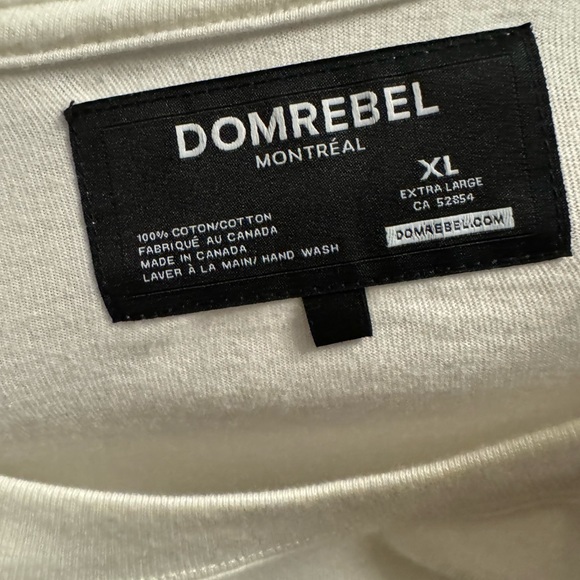 DOMREBEL
MONTRÉAL
XL
EXTRA LARGE
CA 52854
DOMREBEL.COM
100% COTON/COTTON
FABRIQUÉ AU CANADA
MADE IN CANADA
LAVER À LA MAIN/ HAND WASH